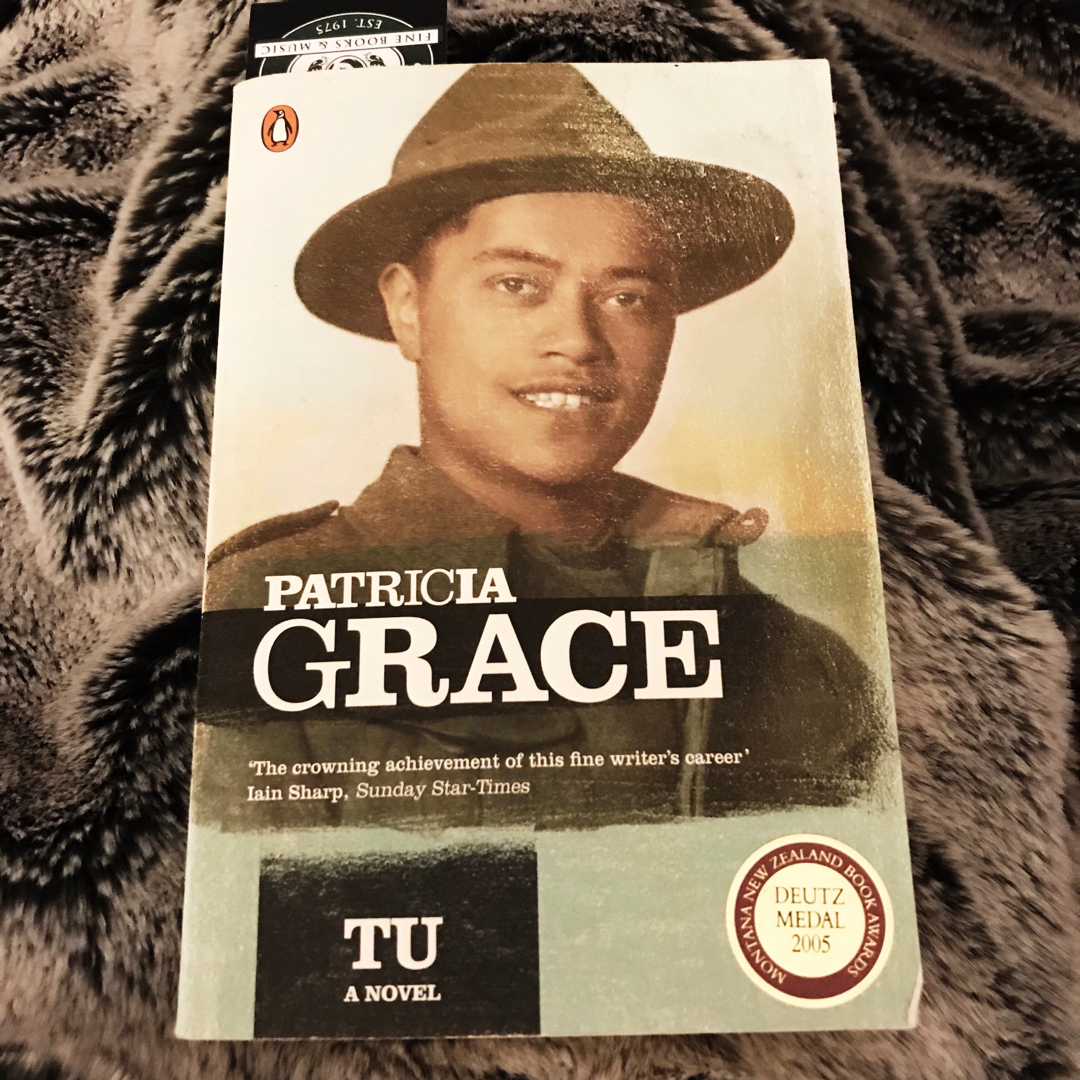 EST. 1975
FINE BOOKS & MUSIC
PATRICIA
GRACE
‘The crowning achievement of this fine writer’s career’
Iain Sharp, Sunday Star-Times
TU
A NOVEL
MONTANA NEW ZEALAND BOOK AWARDS
DEUTZ
MEDAL
2005